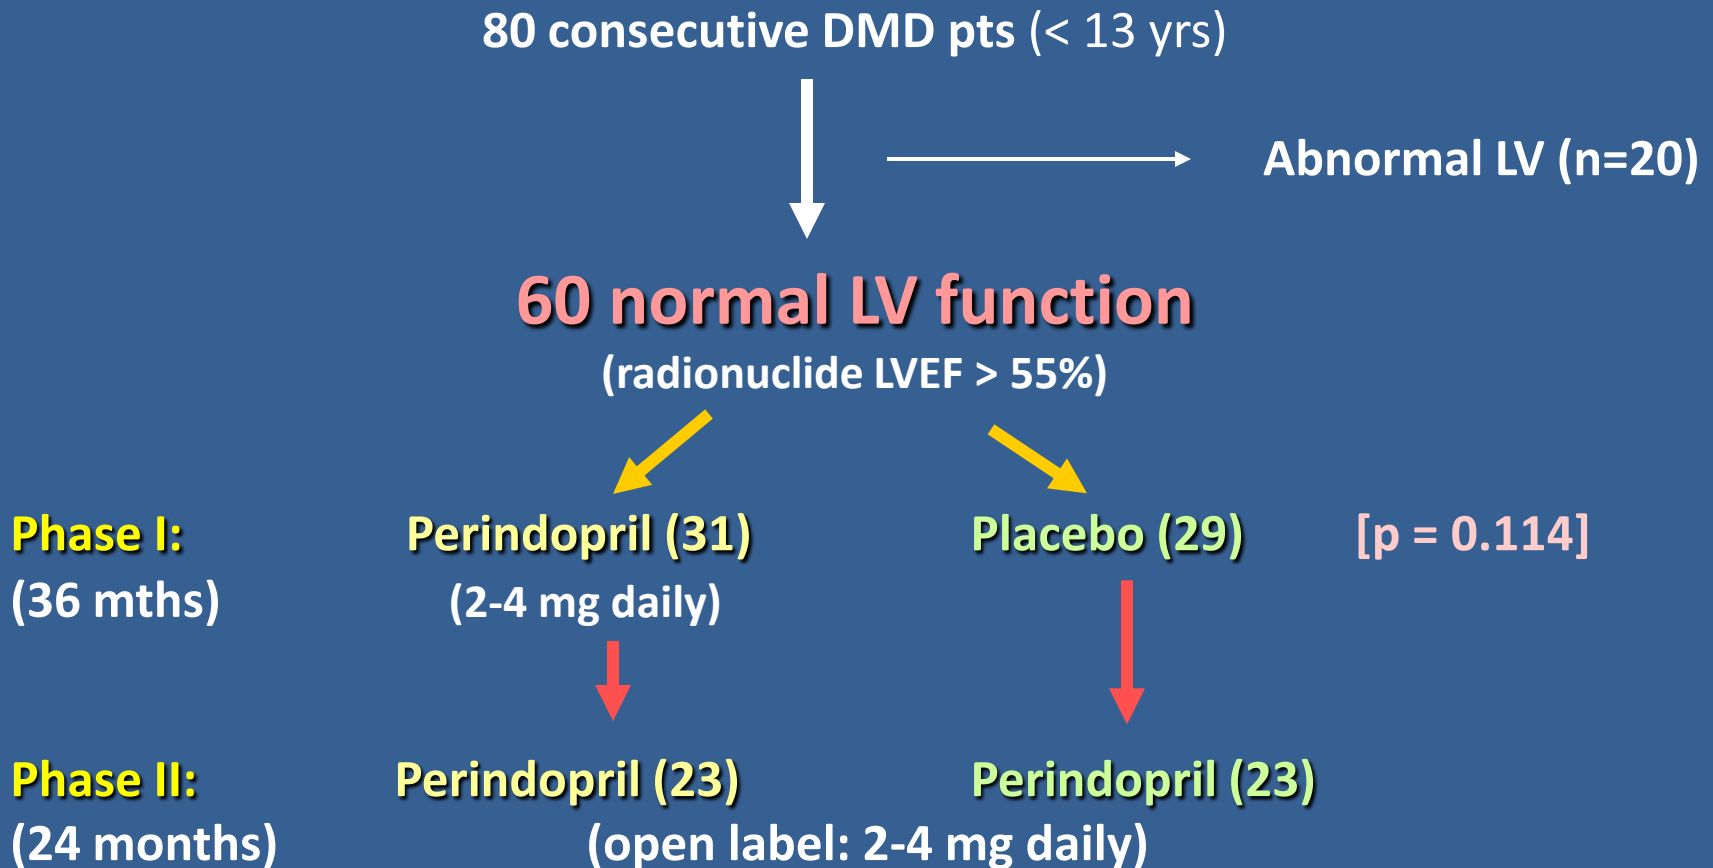 80 consecutive DMD pts (< 13 yrs)
Abnormal LV (n=20)
60 normal LV function
(radionuclide LVEF > 55%)
Phase I: Perindopril (31) Placebo (29) [p = 0.114]
(36 mths) (2-4 mg daily)
Phase II: Perindopril (23) Perindopril (23)
(24 months) (open label: 2-4 mg daily)